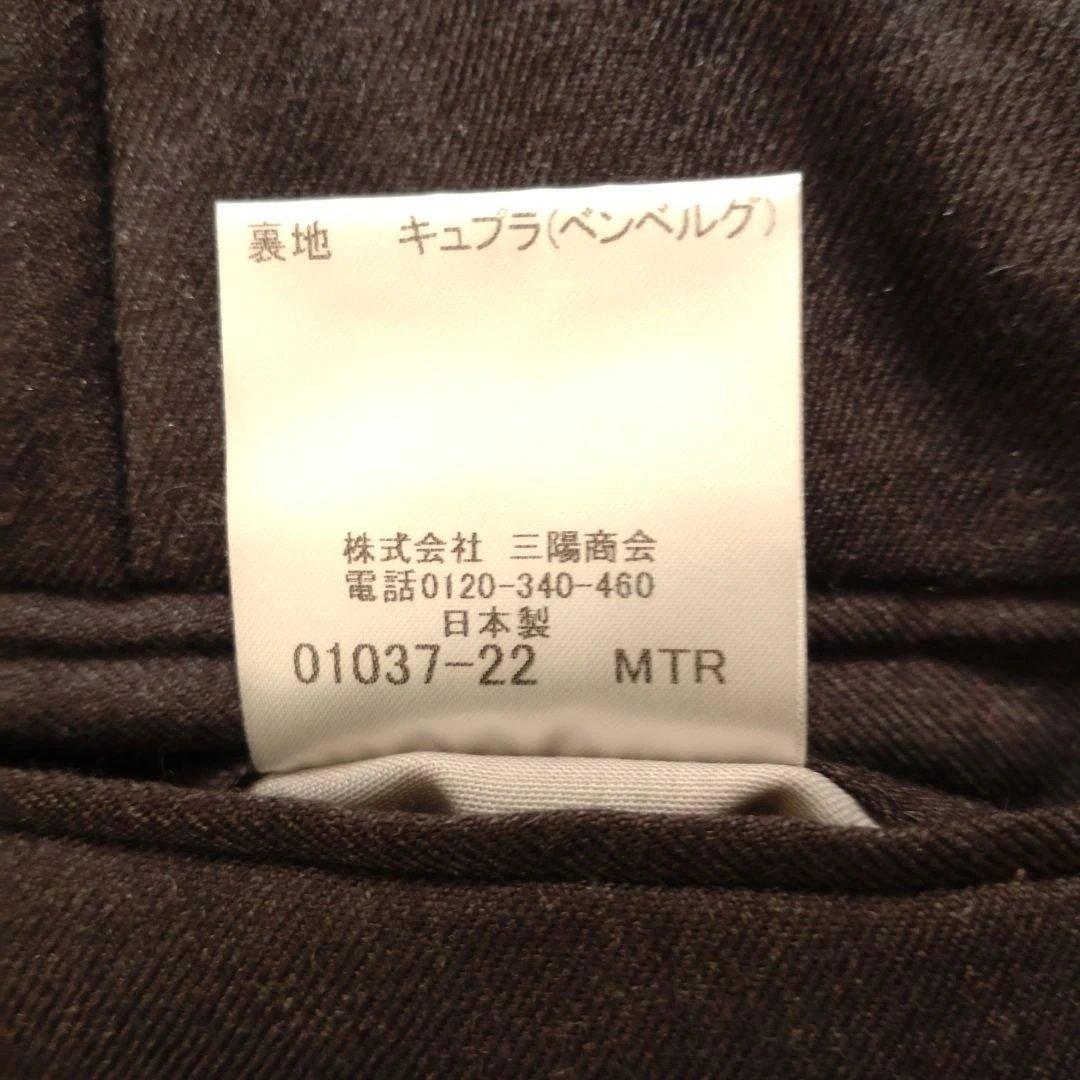 裏地　キュプラ(ベンベルグ)
株式会社 三陽商会
電話0120-340-460
日本製
01037-22　MTR